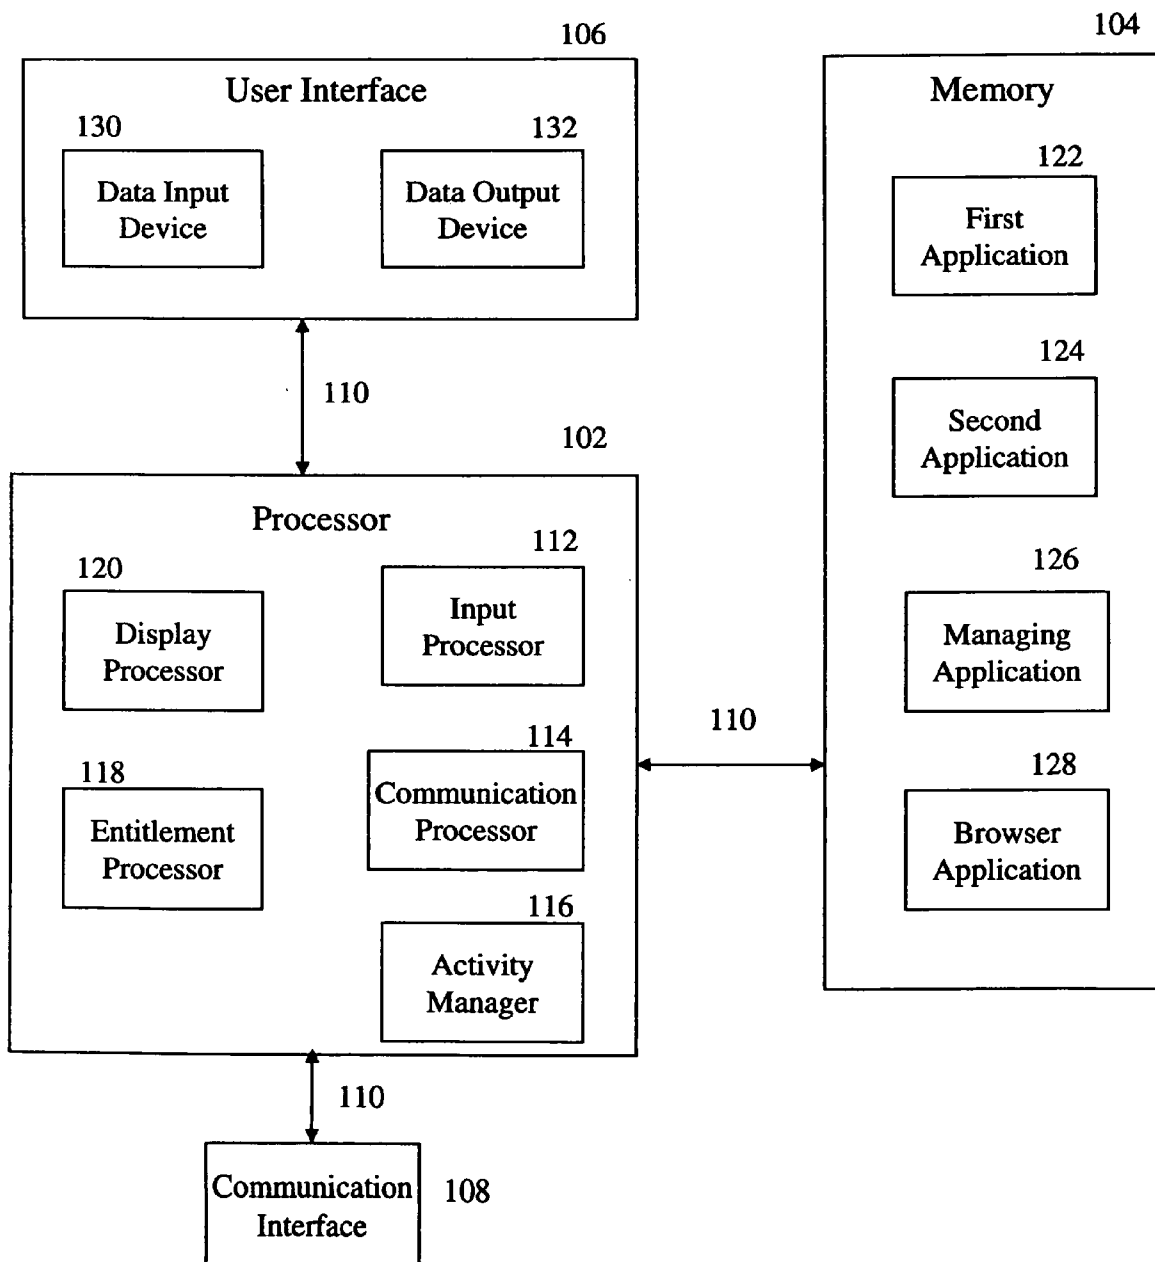 106
User Interface
130
Data Input
Device
132
Data Output
Device
104
Memory
122
First
Application
124
Second
Application
126
Managing
Application
128
Browser
Application
110
102
Processor
120
Display
Processor
112
Input
Processor
118
Entitlement
Processor
114
Communication
Processor
116
Activity
Manager
110
110
Communication
Interface
108